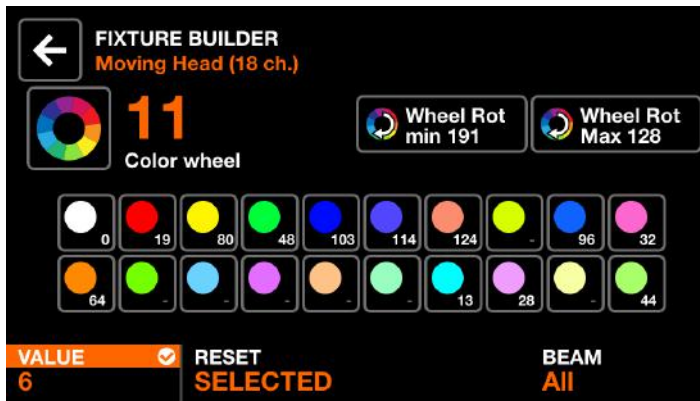 FIXTURE BUILDER
Moving Head (18 ch.)
11
Color wheel
Wheel Rot
min 191
Wheel Rot
Max 128
0 19 80 48 103 114 124 - 96 32
64 - - - - - 13 28 - 44
VALUE
6
RESET
SELECTED
BEAM
All